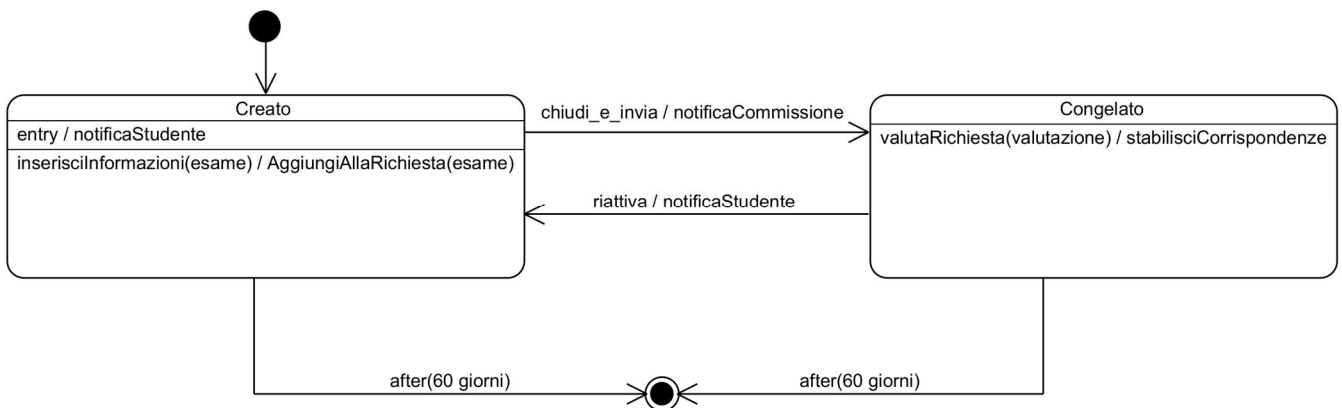 Creato
entry / notificaStudente
inserisciInformazioni(esame) / AggiungiAllaRichiesta(esame)
chiudi_e_invia / notificaCommissione
riattiva / notificaStudente
Congelato
valutaRichiesta(valutazione) / stabilisciCorrispondenze
after(60 giorni)
after(60 giorni)